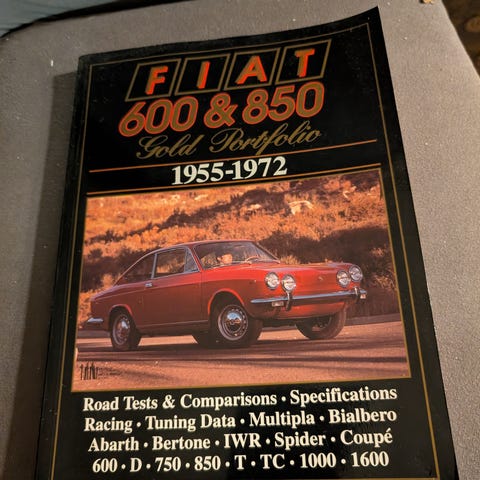 FIAT
600 & 850
Gold Portfolio
1955-1972
Road Tests & Comparisons • Specifications
Racing • Tuning Data • Multipla • Bialbero
Abarth • Bertone • IWR • Spider • Coupé
600 • D • 750 • 850 • T • TC • 1000 • 1600